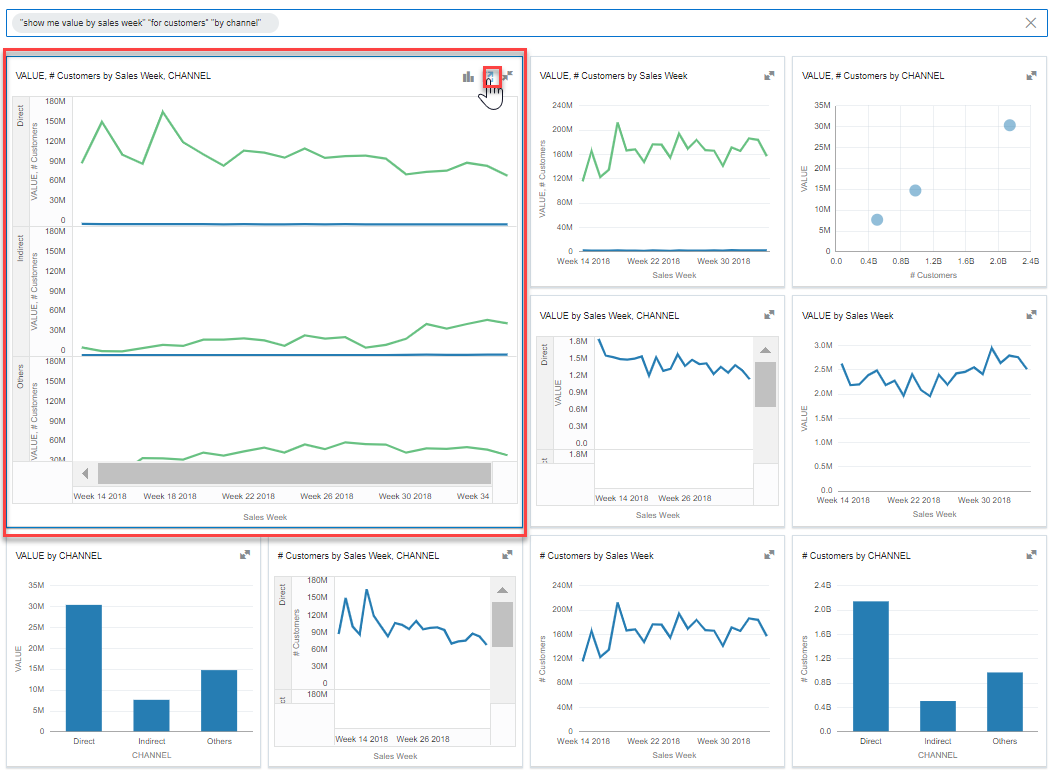 "show me value by sales week" "for customers" "by channel"
VALUE, # Customers by Sales Week, CHANNEL
Direct
VALUE, # Customers
180M
150M
120M
90M
60M
30M
0
Indirect
VALUE, # Customers
180M
150M
120M
90M
60M
30M
0
Others
VALUE, # Customers
180M
150M
120M
90M
60M
30M
Week 14 2018 Week 18 2018 Week 22 2018 Week 26 2018 Week 30 2018 Week 34
Sales Week
VALUE, # Customers by Sales Week
VALUE, # Customers
240M
200M
160M
120M
80M
40M
0
Week 14 2018 Week 22 2018 Week 30 2018
Sales Week
VALUE, # Customers by CHANNEL
VALUE
35M
30M
25M
20M
15M
10M
5M
0
0.0 0.4B 0.8B 1.2B 1.6B 2.0B 2.4B
# Customers
VALUE by Sales Week, CHANNEL
Direct
VALUE
1.8M
1.5M
1.2M
0.9M
0.6M
0.3M
0.0
ct
1.8M
Week 14 2018 Week 26 2018
Sales Week
VALUE by Sales Week
VALUE
3.0M
2.5M
2.0M
1.5M
1.0M
0.5M
0.0
Week 14 2018 Week 22 2018 Week 30 2018
Sales Week
VALUE by CHANNEL
VALUE
35M
30M
25M
20M
15M
10M
5M
0
Direct Indirect Others
CHANNEL
# Customers by Sales Week, CHANNEL
Direct
# Customers
180M
150M
120M
90M
60M
30M
0
ct
180M
Week 14 2018 Week 26 2018
Sales Week
# Customers by Sales Week
# Customers
240M
200M
160M
120M
80M
40M
0
Week 14 2018 Week 22 2018 Week 30 2018
Sales Week
# Customers by CHANNEL
# Customers
2.4B
2.0B
1.6B
1.2B
0.8B
0.4B
0.0
Direct Indirect Others
CHANNEL